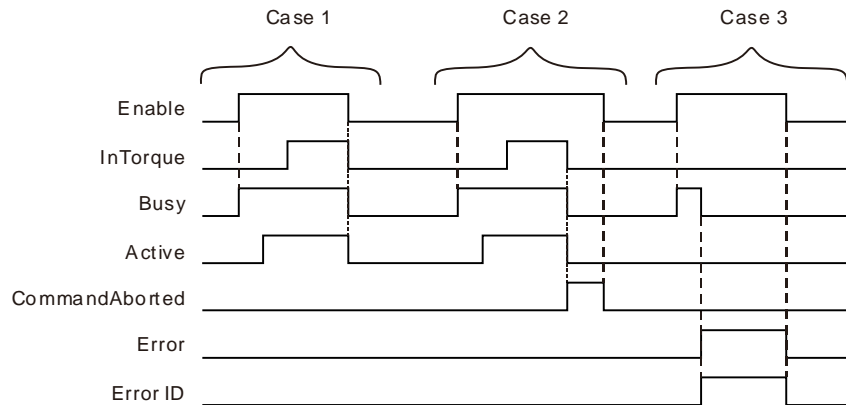 Case 1
Case 2
Case 3
Enable
InTorque
Busy
Active
CommandAborted
Error
Error ID